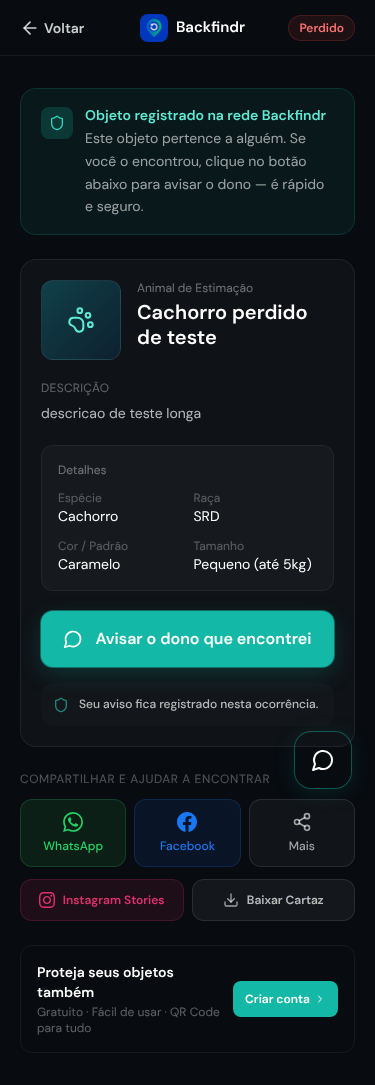 Voltar
Backfindr
Perdido
Objeto registrado na rede Backfindr
Este objeto pertence a alguém. Se
você o encontrou, clique no botão
abaixo para avisar o dono — é rápido
e seguro.
Animal de Estimação
Cachorro perdido
de teste
DESCRIÇÃO
descricao de teste longa
Detalhes
Espécie
Raça
Cachorro
SRD
Cor / Padrão
Tamanho
Caramelo
Pequeno (até 5kg)
Avisar o dono que encontrei
Seu aviso fica registrado nesta ocorrência.
COMPARTILHAR E AJUDAR A ENCONTRAR
WhatsApp
Facebook
Mais
Instagram Stories
Baixar Cartaz
Proteja seus objetos
também
Gratuito · Fácil de usar · QR Code
para tudo
Criar conta